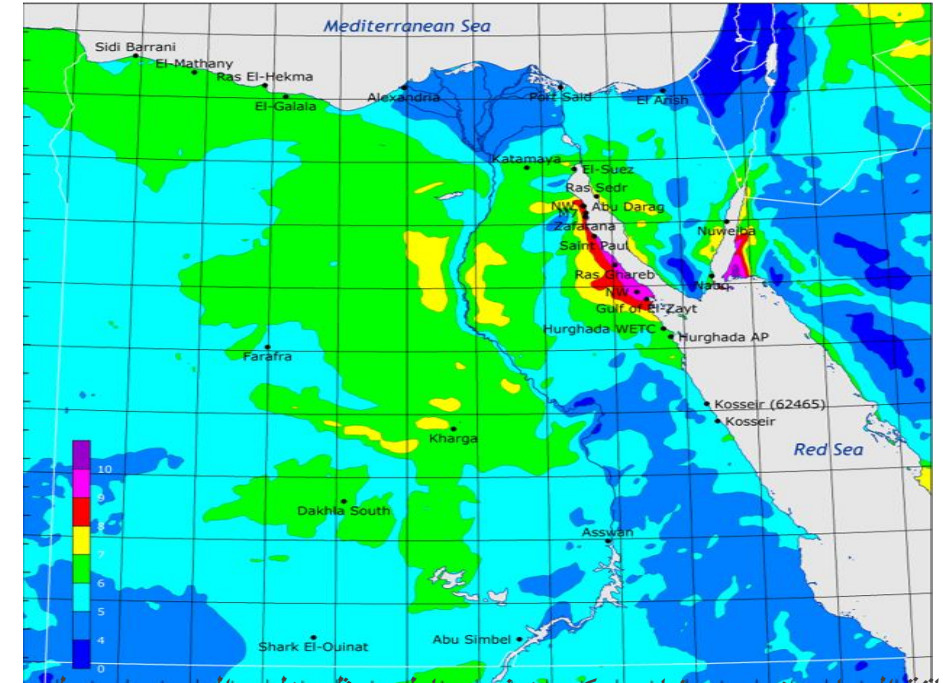 Mediterranean Sea
Sidi Barrani
El-Mathany
Ras El-Hekma
El-Galala
Alexandria
Port Said
El Arish
Katamaya
El-Suez
Ras Sedr
NW
Abu Darag
Zafarana
Saint Paul
Nuweiba
Ras Ghareb
Nabq
NW
Gulf of El-Zayt
Hurghada WETC
Hurghada AP
Farafra
Kosseir (62465)
Kosseir
Kharga
Red Sea
10
9
8
7
6
5
4
0
Dakhla South
Asswan
Shark El-Ouinat
Abu Simbel